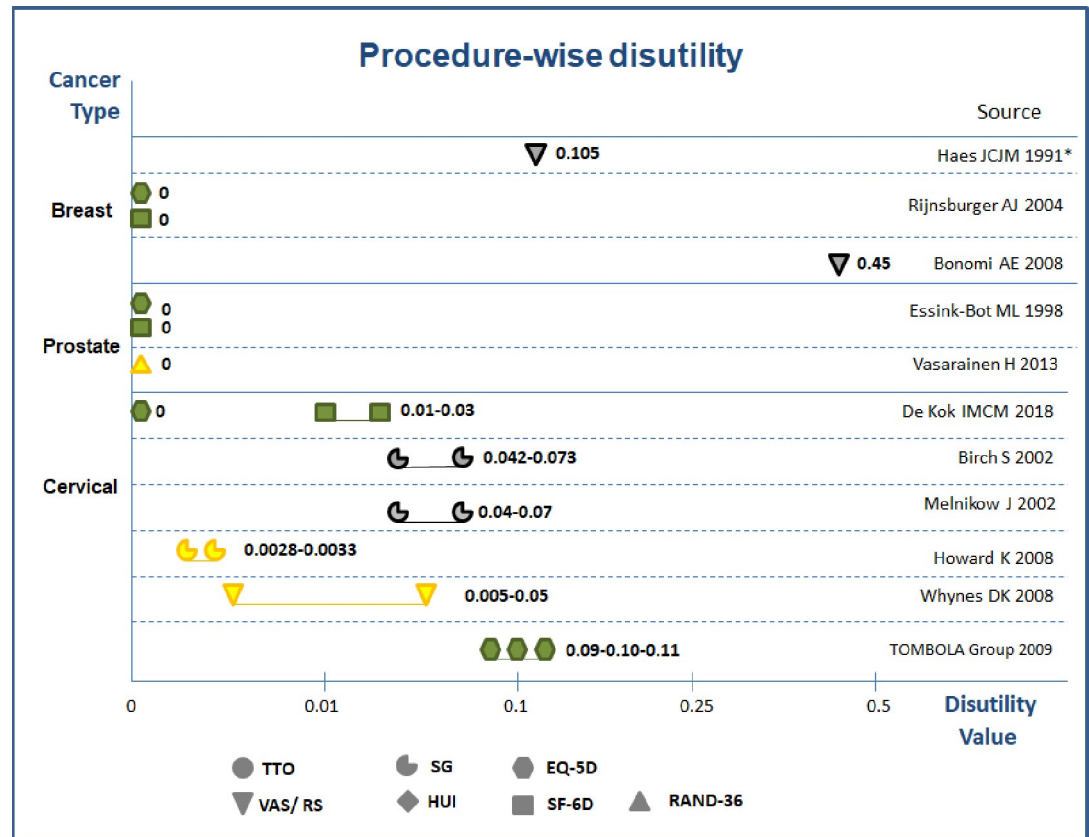 Procedure-wise disutility
Cancer
Type
Source
0.105
Haes JCJM 1991*
Breast
0
0
Rijnsburger AJ 2004
0.45
Bonomi AE 2008
Prostate
0
0
Essink-Bot ML 1998
0
Vasarainen H 2013
Cervical
0
0.01-0.03
De Kok IMCM 2018
0.042-0.073
Birch S 2002
0.04-0.07
Melnikow J 2002
0.0028-0.0033
Howard K 2008
0.005-0.05
Whynes DK 2008
0.09-0.10-0.11
TOMBOLA Group 2009
0
0.01
0.1
0.25
0.5
Disutility
Value
TTO
SG
EQ-5D
VAS/ RS
HUI
SF-6D
RAND-36